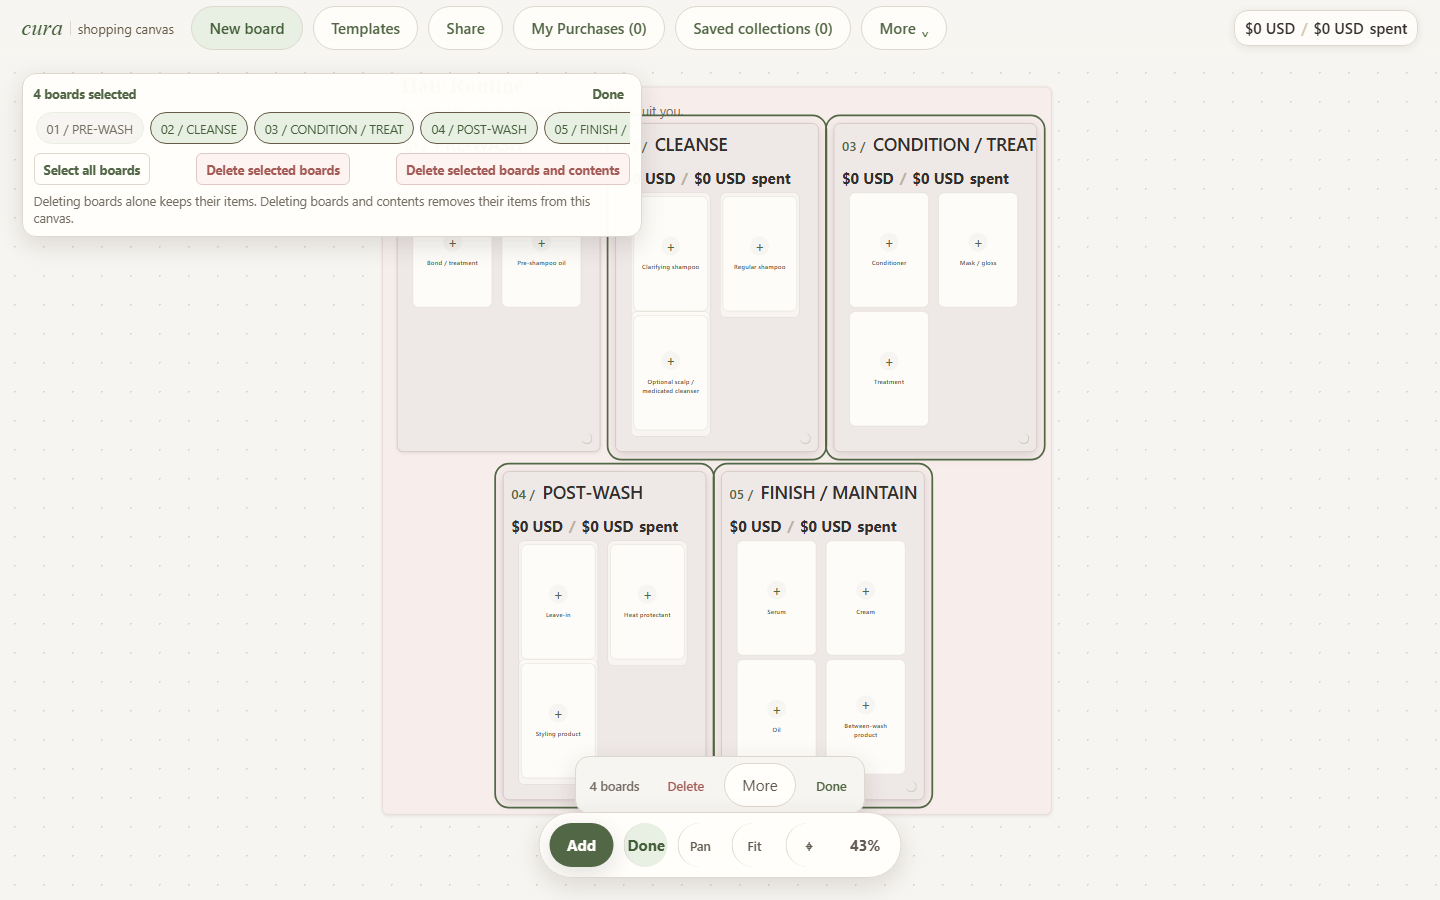 cura shopping canvas New board Templates Share My Purchases (0) Saved collections (0) More $0 USD / $0 USD spent
4 boards selected Done
01 / PRE-WASH 02 / CLEANSE 03 / CONDITION / TREAT 04 / POST-WASH 05 / FINISH /
Select all boards Delete selected boards Delete selected boards and contents
Deleting boards alone keeps their items. Deleting boards and contents removes their items from this
canvas.
uit you.
/ CLEANSE
USD / $0 USD spent
03 / CONDITION / TREAT
$0 USD / $0 USD spent
+ Bond / treatment
+ Pre-shampoo oil
+ Clarifying shampoo
+ Regular shampoo
+ Optional scalp /
medicated cleanser
+ Conditioner
+ Mask / gloss
+ Treatment
04 / POST-WASH
$0 USD / $0 USD spent
+ Leave-in
+ Heat protectant
+ Styling product
05 / FINISH / MAINTAIN
$0 USD / $0 USD spent
+ Serum
+ Cream
+ Oil
+ Between-wash
product
4 boards Delete More Done
Add Done Pan Fit 43%